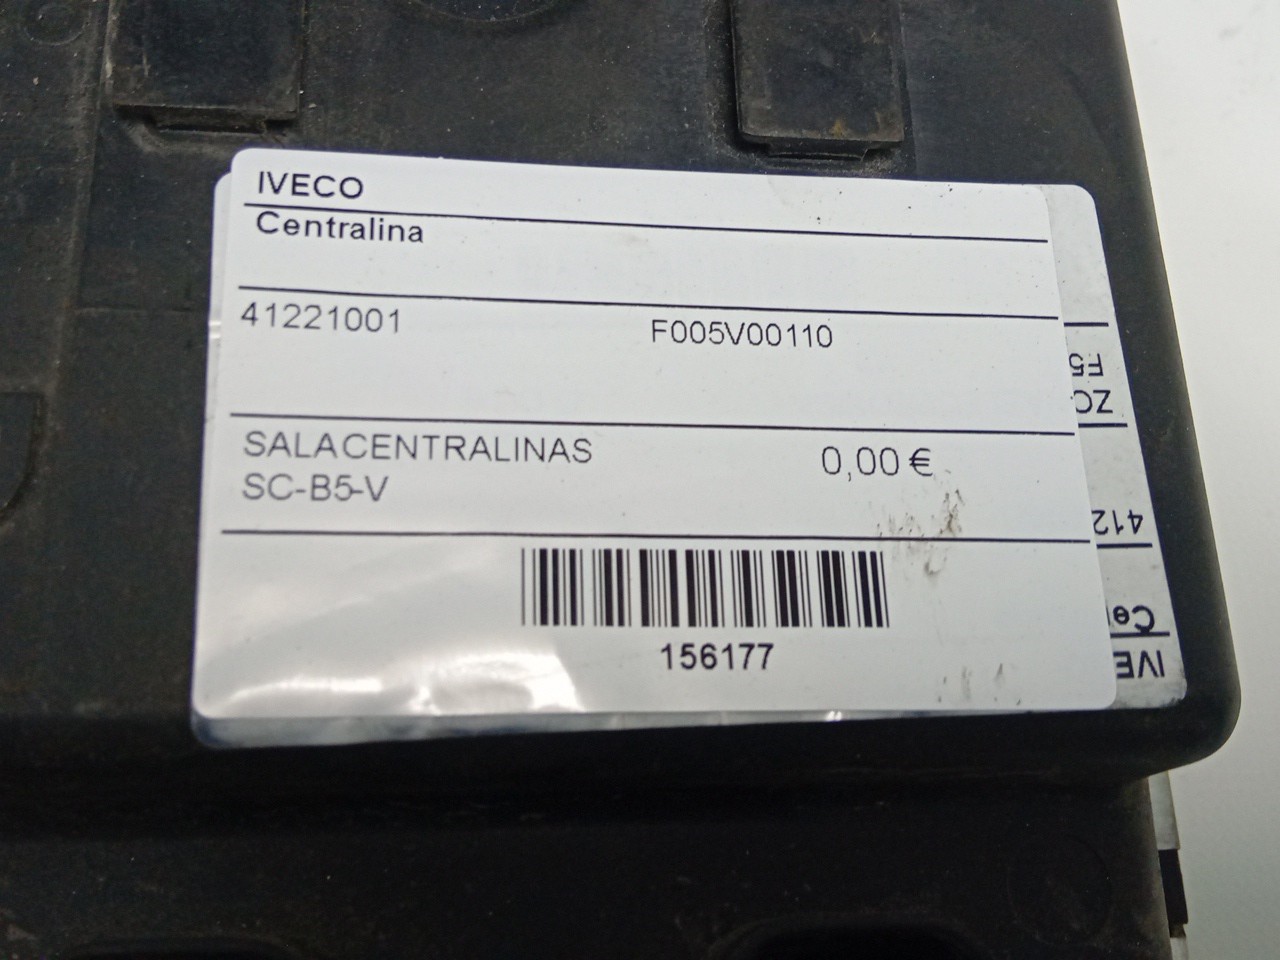 IVECO
Centralina
41221001 F005V00110
SALACENTRALINAS 0,00 €
SC-B5-V
156177